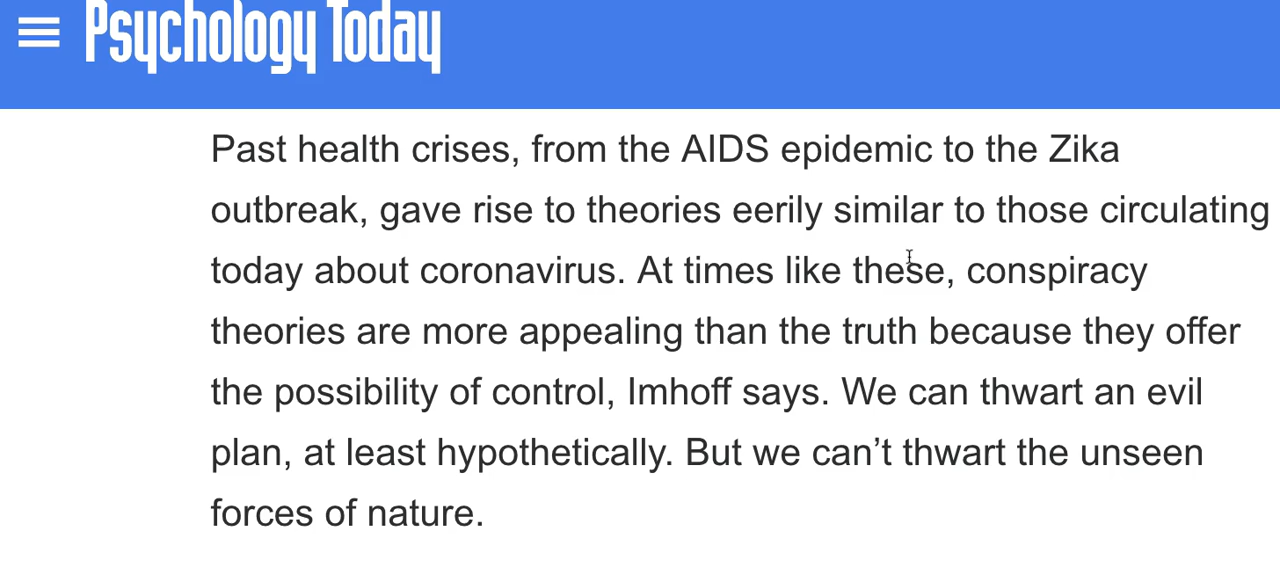 Psychology Today
Past health crises, from the AIDS epidemic to the Zika
outbreak, gave rise to theories eerily similar to those circulating
today about coronavirus. At times like these, conspiracy
theories are more appealing than the truth because they offer
the possibility of control, Imhoff says. We can thwart an evil
plan, at least hypothetically. But we can’t thwart the unseen
forces of nature.